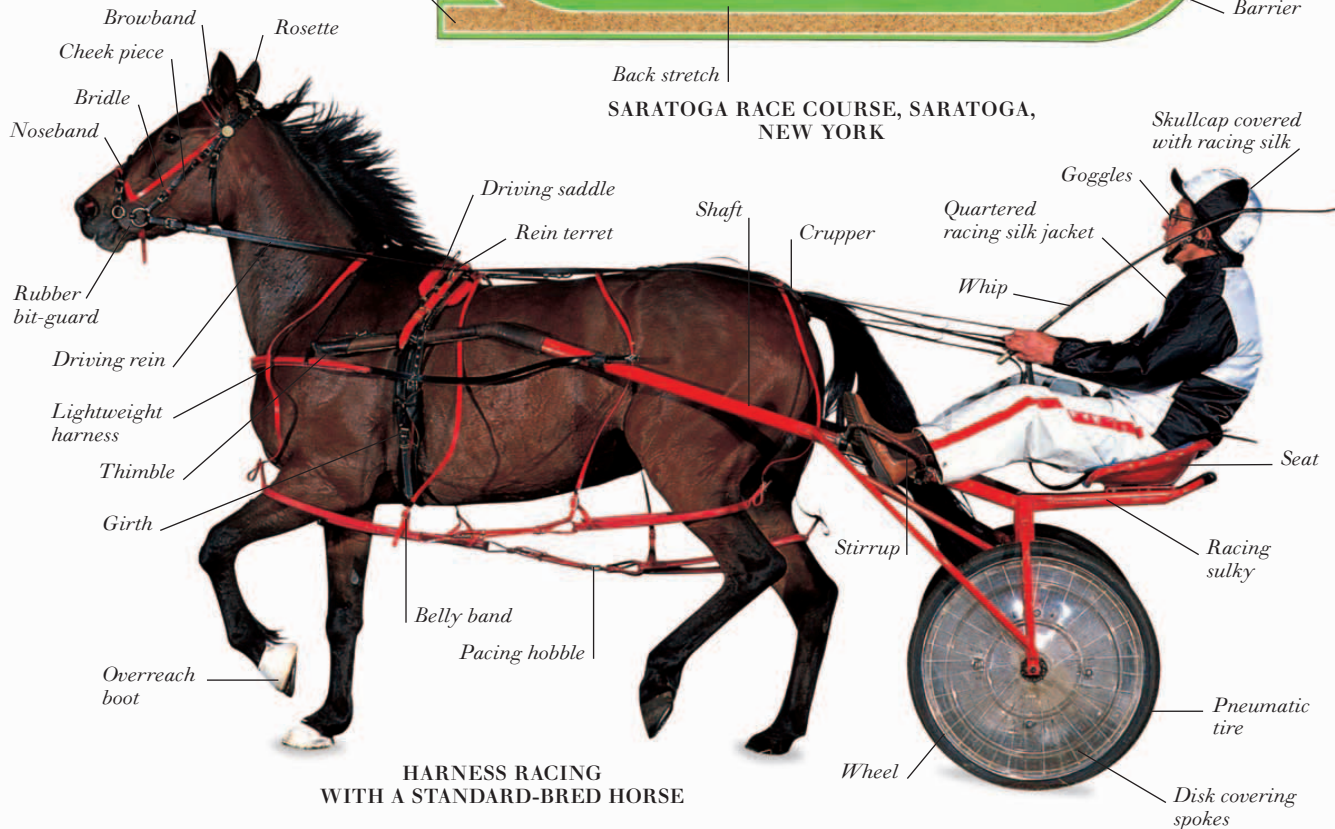 Barrier
Back stretch
SARATOGA RACE COURSE, SARATOGA,
NEW YORK
Browband
Rosette
Cheek piece
Bridle
Noseband
Skullcap covered
with racing silk
Goggles
Driving saddle
Shaft
Quartered
racing silk jacket
Rein terret
Crupper
Whip
Rubber
bit-guard
Driving rein
Lightweight
harness
Thimble
Girth
Seat
Stirrup
Racing
sulky
Belly band
Pacing hobble
Overreach
boot
Pneumatic
tire
Wheel
Disk covering
spokes
HARNESS RACING
WITH A STANDARD-BRED HORSE